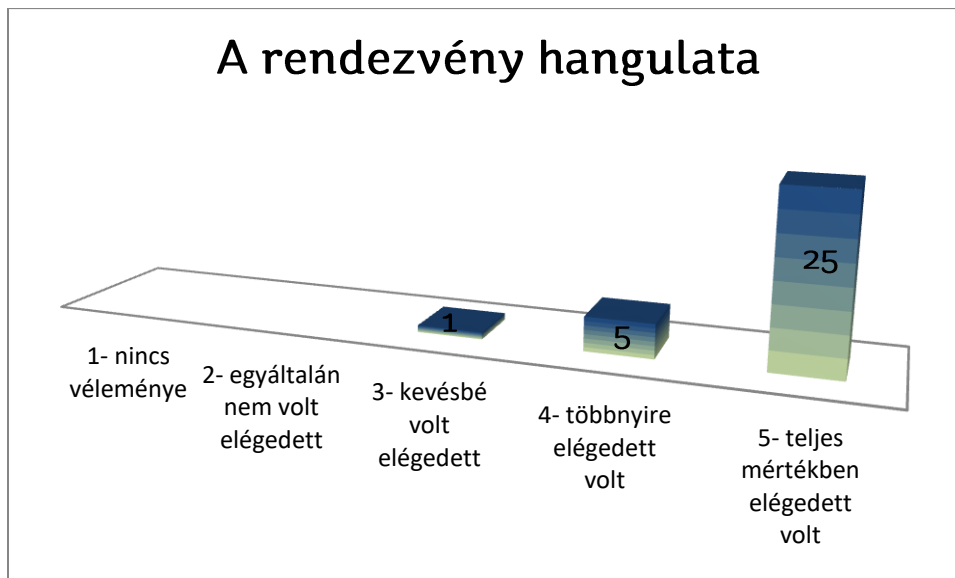 A rendezvény hangulata
25
1
5
1- nincs
véleménye
2- egyáltalán
nem volt
elégedett
3- kevésbé
volt
elégedett
4- többnyire
elégedett
volt
5- teljes
mértékben
elégedett
volt